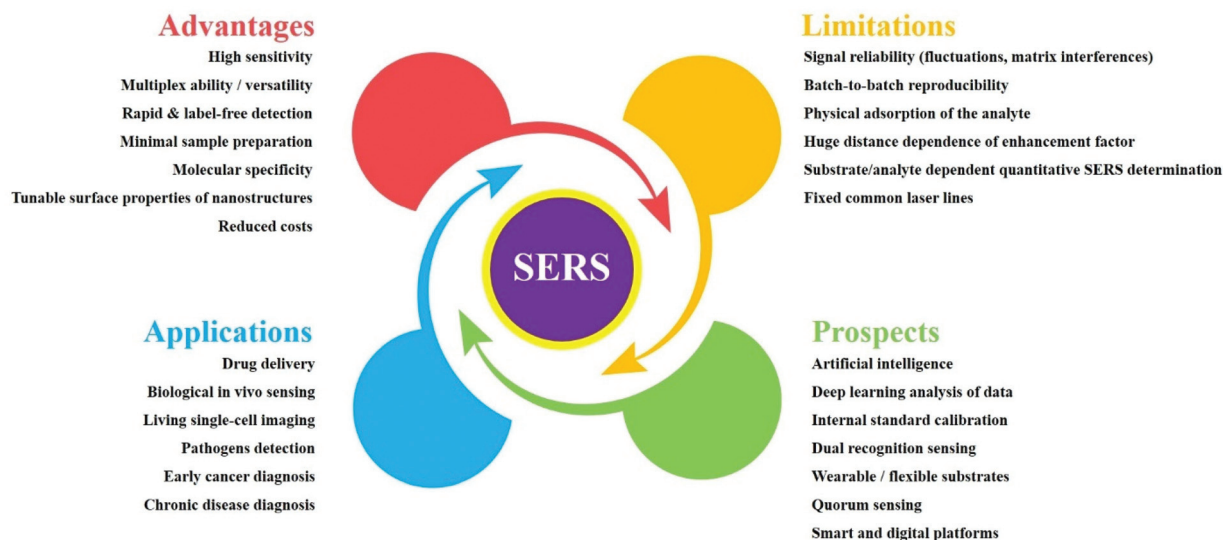 Advantages
High sensitivity
Multiplex ability / versatility
Rapid & label-free detection
Minimal sample preparation
Molecular specificity
Tunable surface properties of nanostructures
Reduced costs
Limitations
Signal reliability (fluctuations, matrix interferences)
Batch-to-batch reproducibility
Physical adsorption of the analyte
Huge distance dependence of enhancement factor
Substrate/analyte dependent quantitative SERS determination
Fixed common laser lines
SERS
Applications
Drug delivery
Biological in vivo sensing
Living single-cell imaging
Pathogens detection
Early cancer diagnosis
Chronic disease diagnosis
Prospects
Artificial intelligence
Deep learning analysis of data
Internal standard calibration
Dual recognition sensing
Wearable / flexible substrates
Quorum sensing
Smart and digital platforms